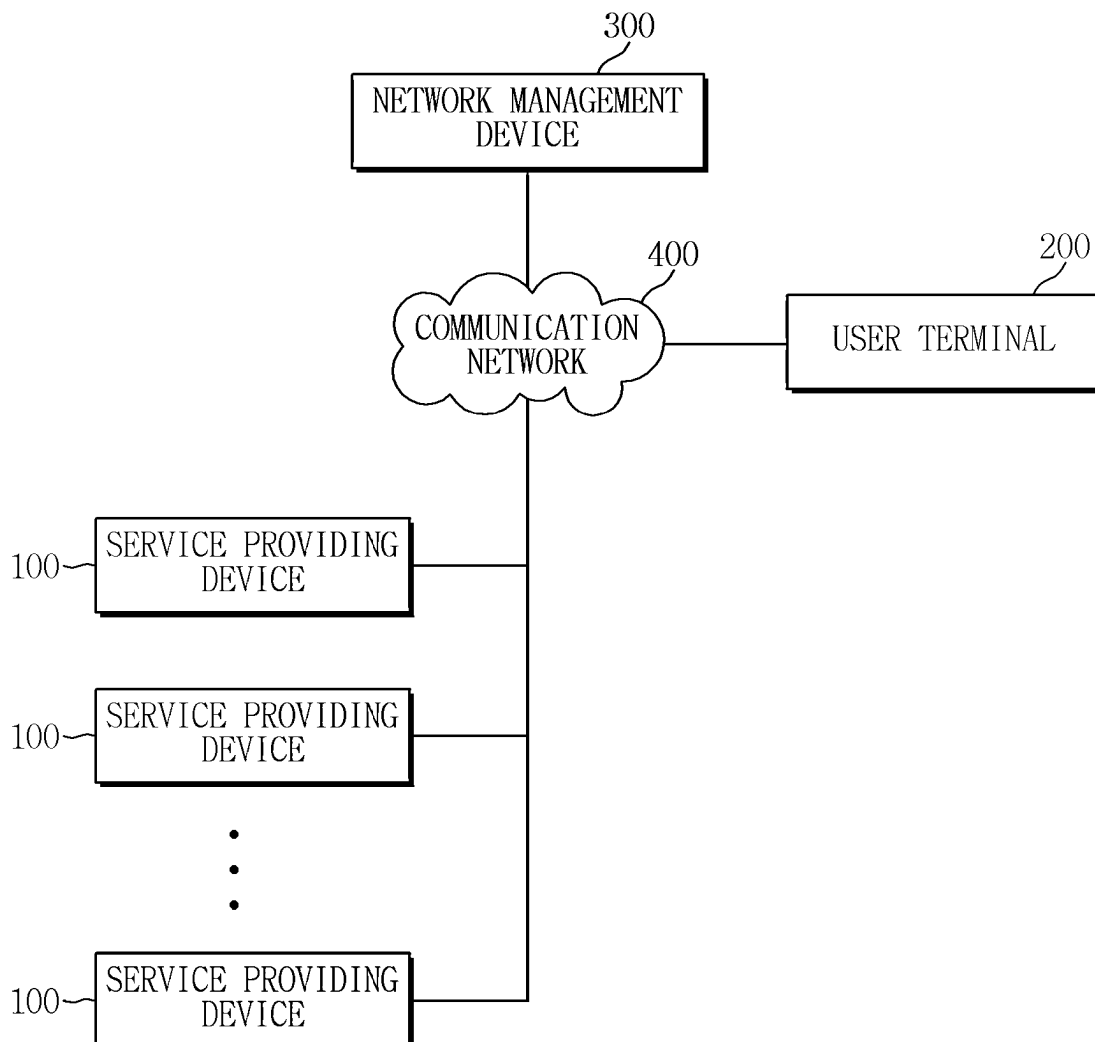 300
NETWORK MANAGEMENT
DEVICE
400
200
COMMUNICATION
NETWORK
USER TERMINAL
SERVICE PROVIDING
DEVICE
100
SERVICE PROVIDING
DEVICE
100
SERVICE PROVIDING
DEVICE
100